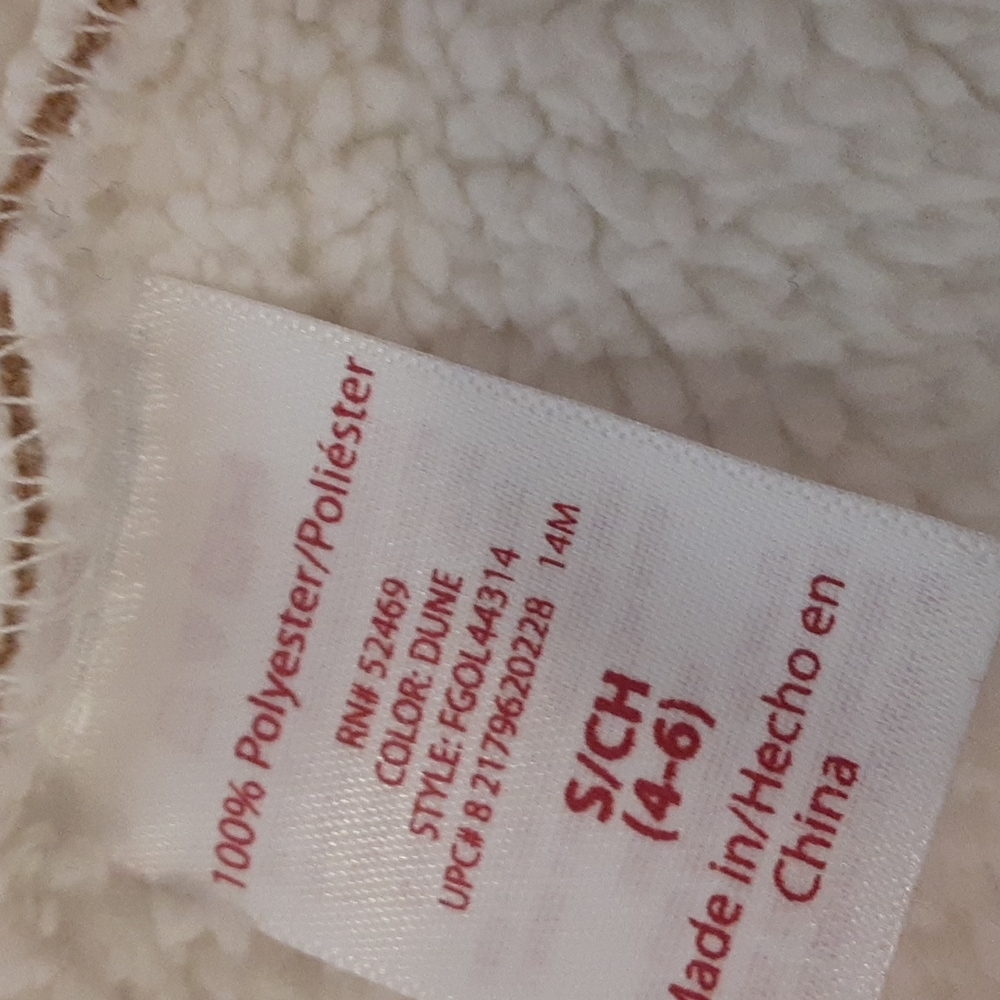 100% Polyester/Poliéster
RN# 52469
COLOR: DUNE
STYLE: FGOL44314
UPC# 8 2179620228 14M
S/CH
(4-6)
Made in/Hecho en
China